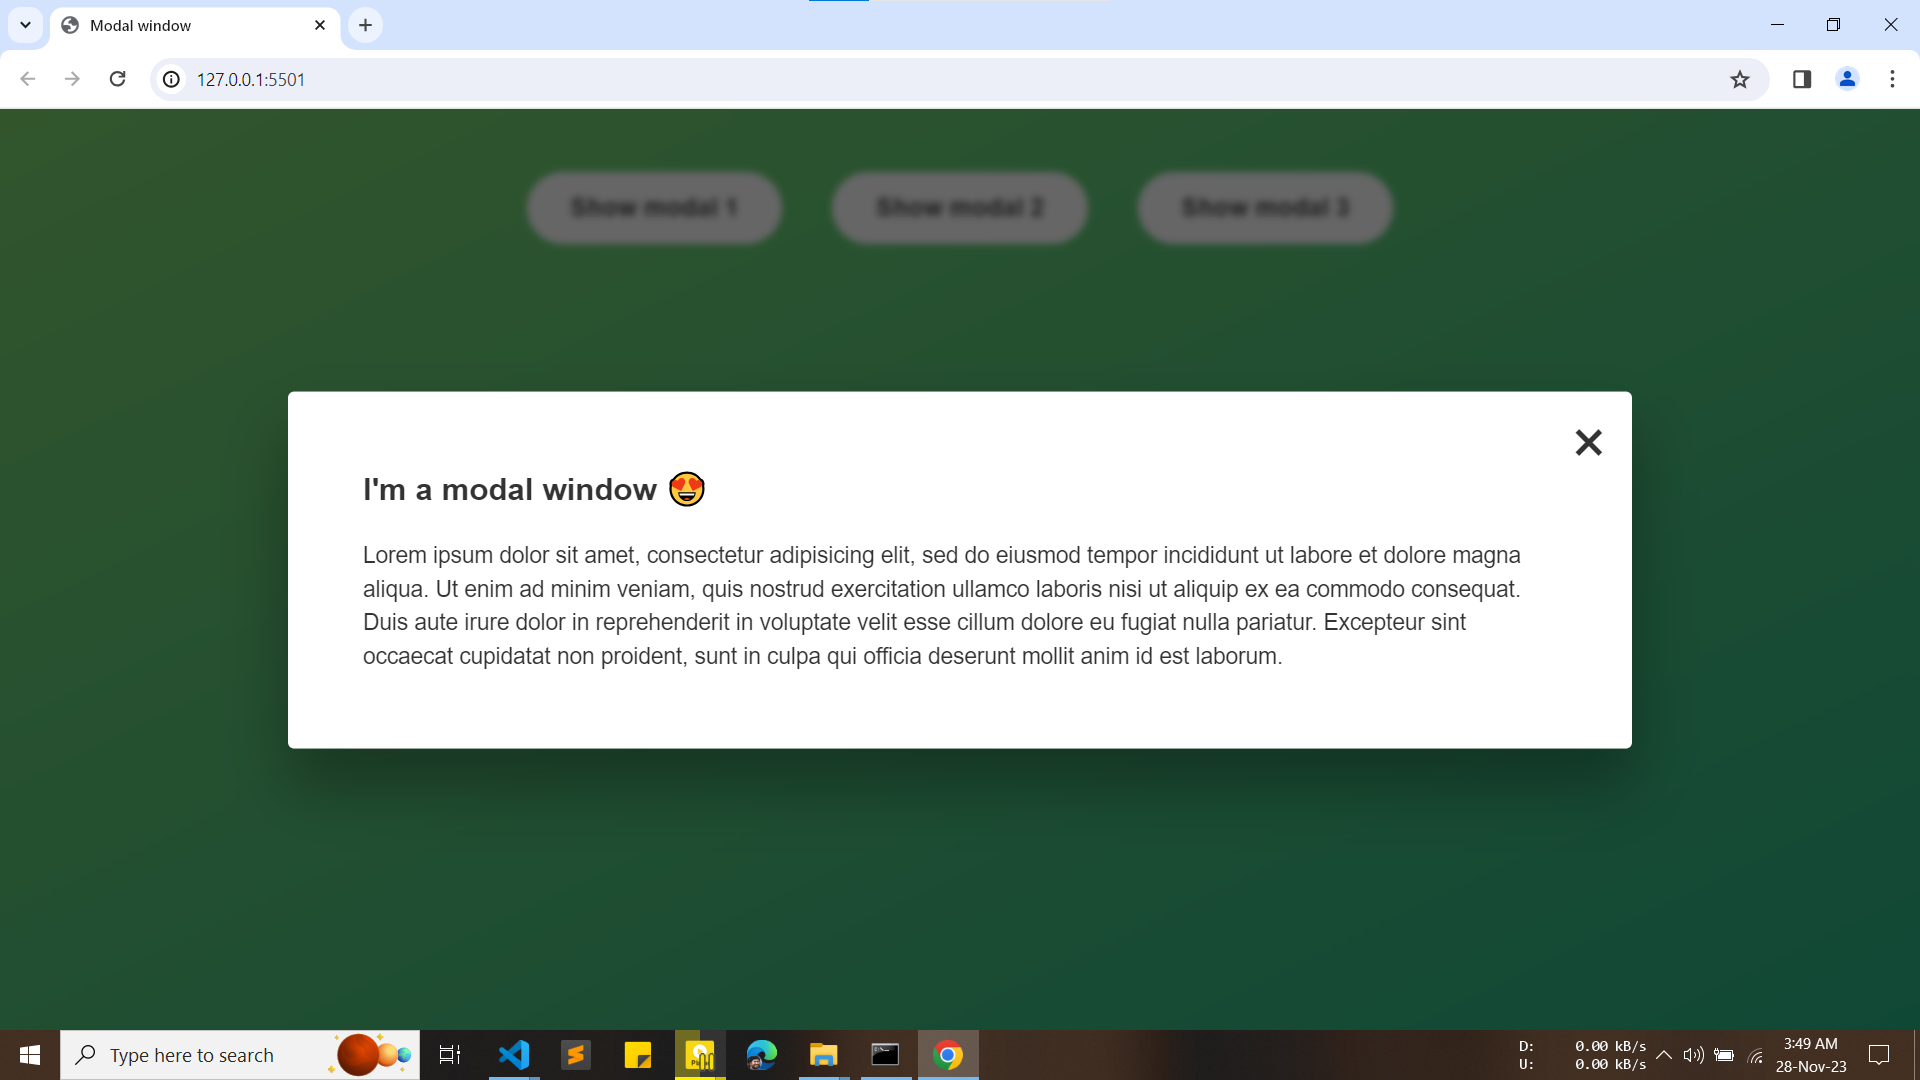 Modal window
127.0.0.1:5501
Show modal 1
Show modal 2
Show modal 3
I'm a modal window 😍
Lorem ipsum dolor sit amet, consectetur adipisicing elit, sed do eiusmod tempor incididunt ut labore et dolore magna
aliqua. Ut enim ad minim veniam, quis nostrud exercitation ullamco laboris nisi ut aliquip ex ea commodo consequat.
Duis aute irure dolor in reprehenderit in voluptate velit esse cillum dolore eu fugiat nulla pariatur. Excepteur sint
occaecat cupidatat non proident, sunt in culpa qui officia deserunt mollit anim id est laborum.
Type here to search
D: 0.00 kB/s
U: 0.00 kB/s
3:49 AM
28-Nov-23